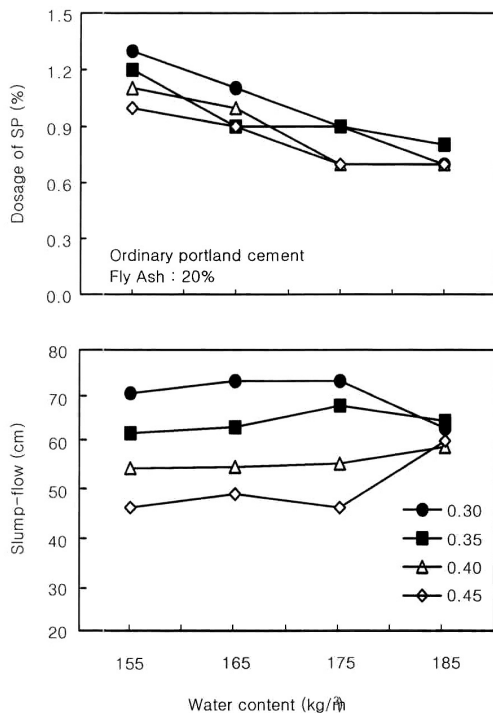 1.5
1.2
0.9
0.6
0.3
0.0
Dosage of SP (%)
Ordinary portland cement
Fly Ash : 20%
80
70
60
50
40
30
20
Slump-flow (cm)
0.30
0.35
0.40
0.45
155 165 175 185
Water content (kg/㎥)